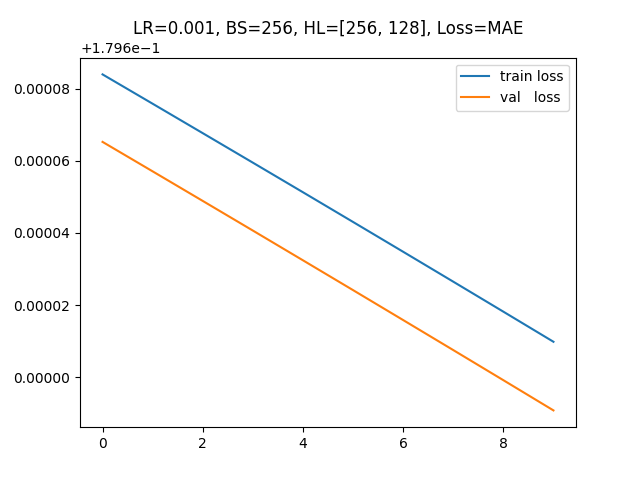 LR=0.001, BS=256, HL=[256, 128], Loss=MAE
+1.796e−1
train loss
val   loss
0.00008
0.00006
0.00004
0.00002
0.00000
0 2 4 6 8